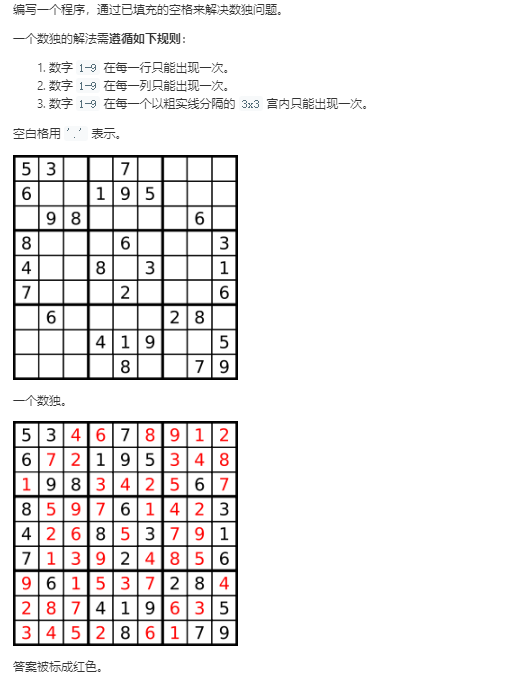 编写一个程序，通过已填充的空格来解决数独问题。
一个数独的解法需遵循如下规则：
1. 数字 1-9 在每一行只能出现一次。
2. 数字 1-9 在每一列只能出现一次。
3. 数字 1-9 在每一个以粗实线分隔的 3x3 宫内只能出现一次。
空白格用 '.' 表示。
5 3 7
6 1 9 5
9 8 6
8 6 3
4 8 3 1
7 2 6
6 2 8
4 1 9 5
8 7 9
一个数独。
5 3 4 6 7 8 9 1 2
6 7 2 1 9 5 3 4 8
1 9 8 3 4 2 5 6 7
8 5 9 7 6 1 4 2 3
4 2 6 8 5 3 7 9 1
7 1 3 9 2 4 8 5 6
9 6 1 5 3 7 2 8 4
2 8 7 4 1 9 6 3 5
3 4 5 2 8 6 1 7 9
答案被标成红色。